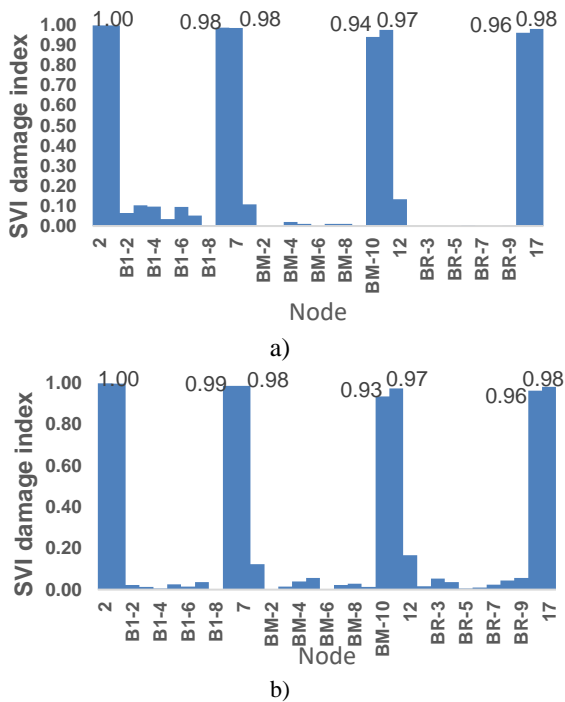 1.00 0.98 0.98 0.94 0.97 0.96 0.98
SVI damage index
1.00
0.90
0.80
0.70
0.60
0.50
0.40
0.30
0.20
0.10
0.00
2 B1-2 B1-4 B1-6 B1-8 7 BM-2 BM-4 BM-6 BM-8 BM-10 12 BR-3 BR-5 BR-7 BR-9 17
Node
a)
1.00 0.99 0.98 0.93 0.97 0.96 0.98
SVI damage index
1.00
0.80
0.60
0.40
0.20
0.00
2 B1-2 B1-4 B1-6 B1-8 7 BM-2 BM-4 BM-6 BM-8 BM-10 12 BR-3 BR-5 BR-7 BR-9 17
Node
b)